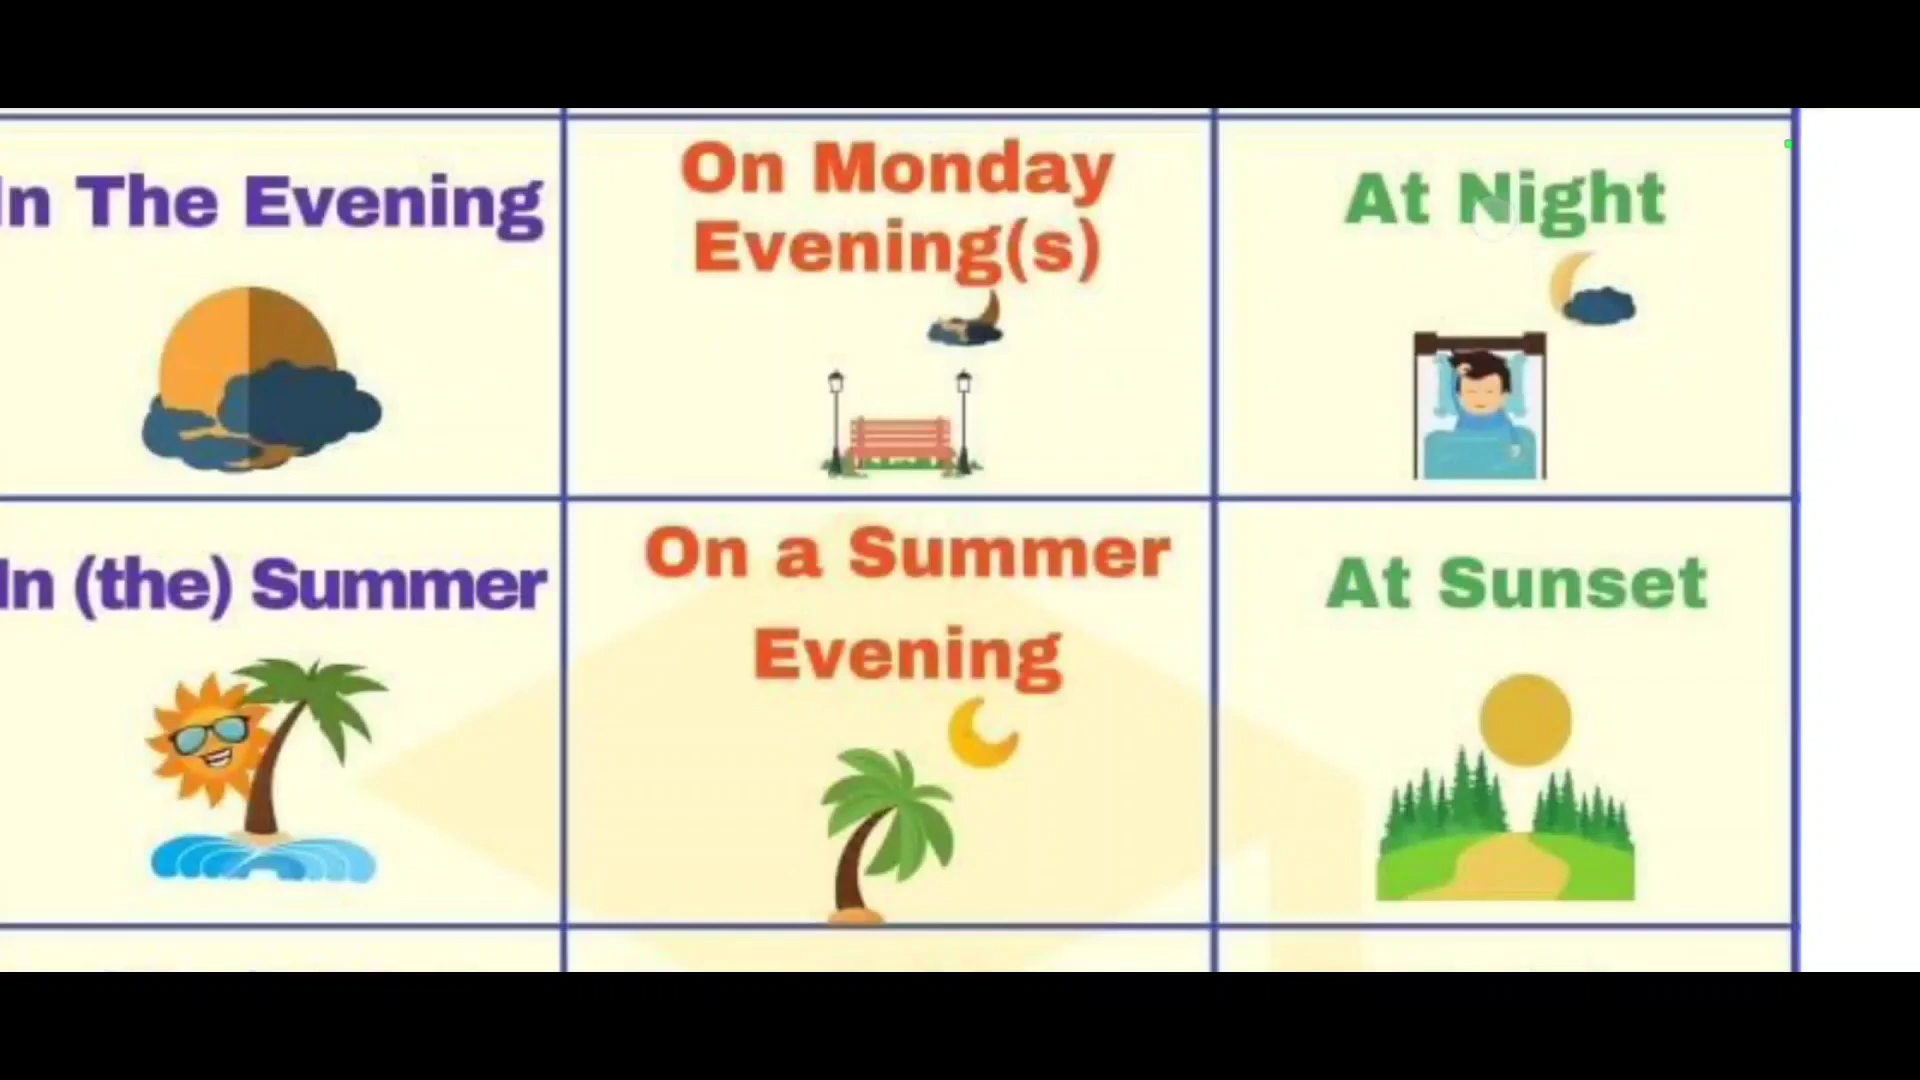 In The Evening
On Monday
Evening(s)
At Night
In (the) Summer
On a Summer
Evening
At Sunset